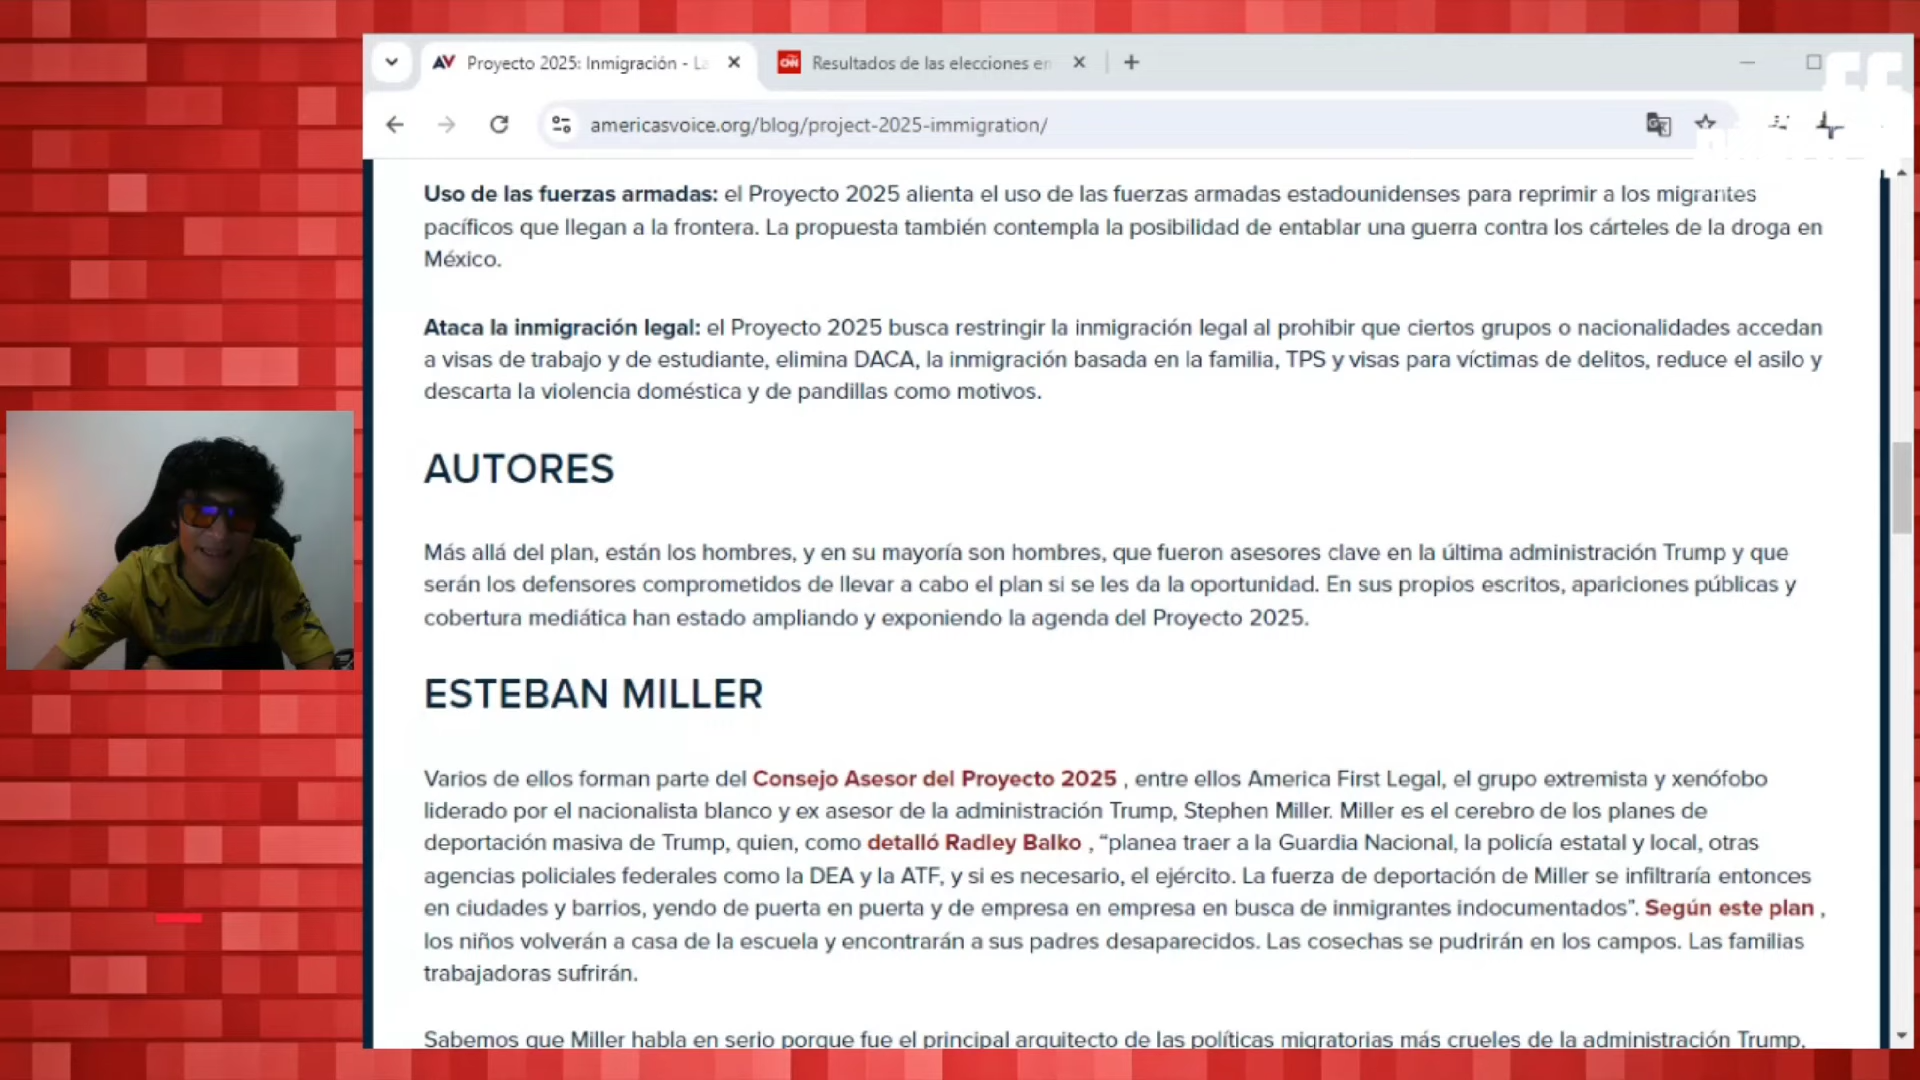 Proyecto 2025: Inmigración - La
CNN
Resultados de las elecciones en
americasvoice.org/blog/project-2025-immigration/
Uso de las fuerzas armadas: el Proyecto 2025 alienta el uso de las fuerzas armadas estadounidenses para reprimir a los migrantes
pacíficos que llegan a la frontera. La propuesta también contempla la posibilidad de entablar una guerra contra los cárteles de la droga en
México.
Ataca la inmigración legal: el Proyecto 2025 busca restringir la inmigración legal al prohibir que ciertos grupos o nacionalidades accedan
a visas de trabajo y de estudiante, elimina DACA, la inmigración basada en la familia, TPS y visas para víctimas de delitos, reduce el asilo y
descarta la violencia doméstica y de pandillas como motivos.
AUTORES
Más allá del plan, están los hombres, y en su mayoría son hombres, que fueron asesores clave en la última administración Trump y que
serán los defensores comprometidos de llevar a cabo el plan si se les da la oportunidad. En sus propios escritos, apariciones públicas y
cobertura mediática han estado ampliando y exponiendo la agenda del Proyecto 2025.
ESTEBAN MILLER
Varios de ellos forman parte del Consejo Asesor del Proyecto 2025 , entre ellos America First Legal, el grupo extremista y xenófobo
liderado por el nacionalista blanco y ex asesor de la administración Trump, Stephen Miller. Miller es el cerebro de los planes de
deportación masiva de Trump, quien, como detalló Radley Balko , “planea traer a la Guardia Nacional, la policía estatal y local, otras
agencias policiales federales como la DEA y la ATF, y si es necesario, el ejército. La fuerza de deportación de Miller se infiltraría entonces
en ciudades y barrios, yendo de puerta en puerta y de empresa en empresa en busca de inmigrantes indocumentados”. Según este plan ,
los niños volverán a casa de la escuela y encontrarán a sus padres desaparecidos. Las cosechas se pudrirán en los campos. Las familias
trabajadoras sufrirán.
Sabemos que Miller habla en serio porque fue el principal arquitecto de las políticas migratorias más crueles de la administración Trump,